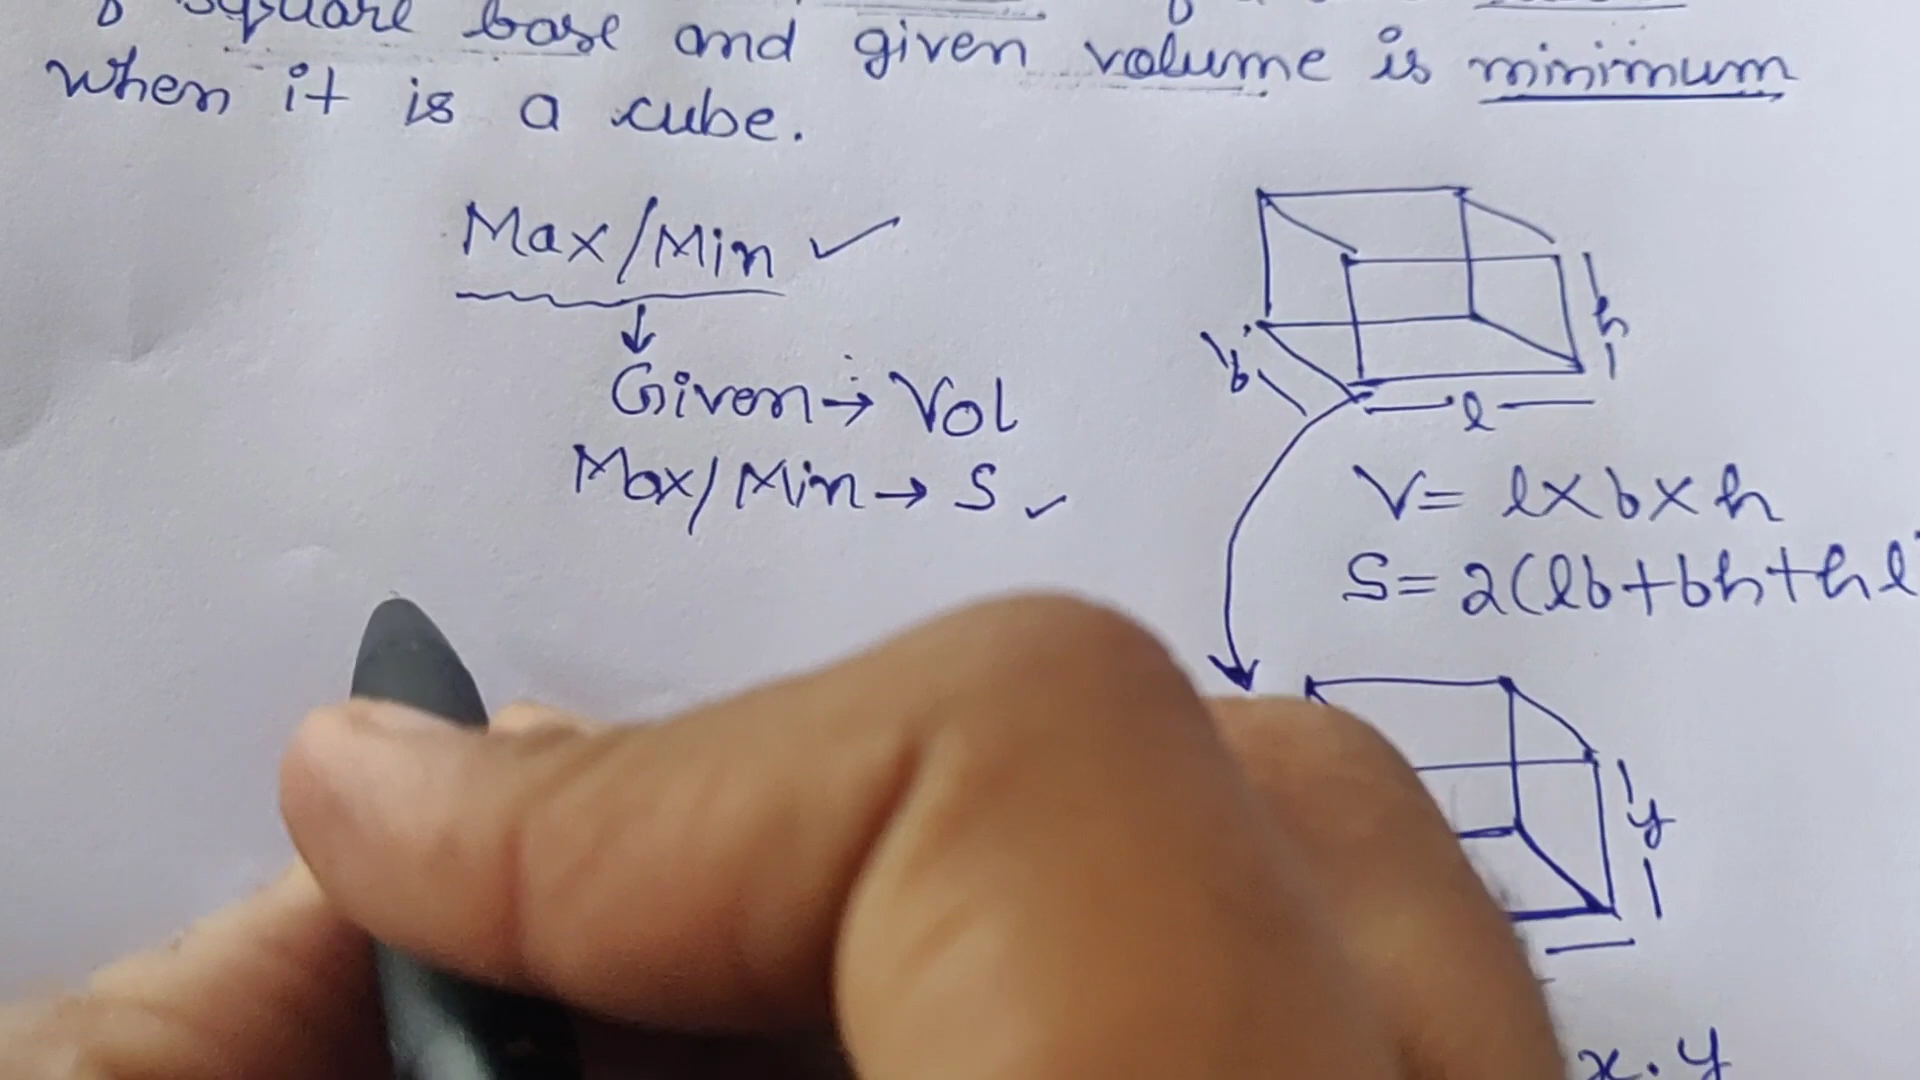 square base and given volume is minimum
when it is a cube.
Max/Min ✓
↓
Given → Vol
Max/Min → S ✓
h
b
l
V = l × b × h
S = 2(lb + bh + hl
y
x . y